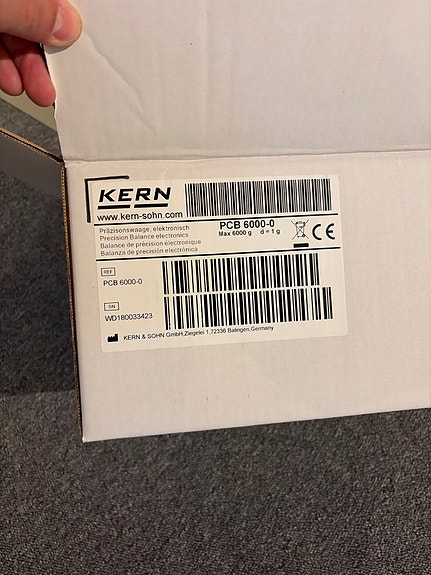 KERN
www.kern-sohn.com
Präzisionswaage, elektronisch
Precision Balance electronics
Balance de précision électronique
Balanza de precisión electrónica
PCB 6000-0
Max 6000 g d= 1 g
CE
REF
PCB 6000-0
SN
WD180033423
KERN & SOHN GmbH,Ziegelei 1,72336 Balingen,Germany